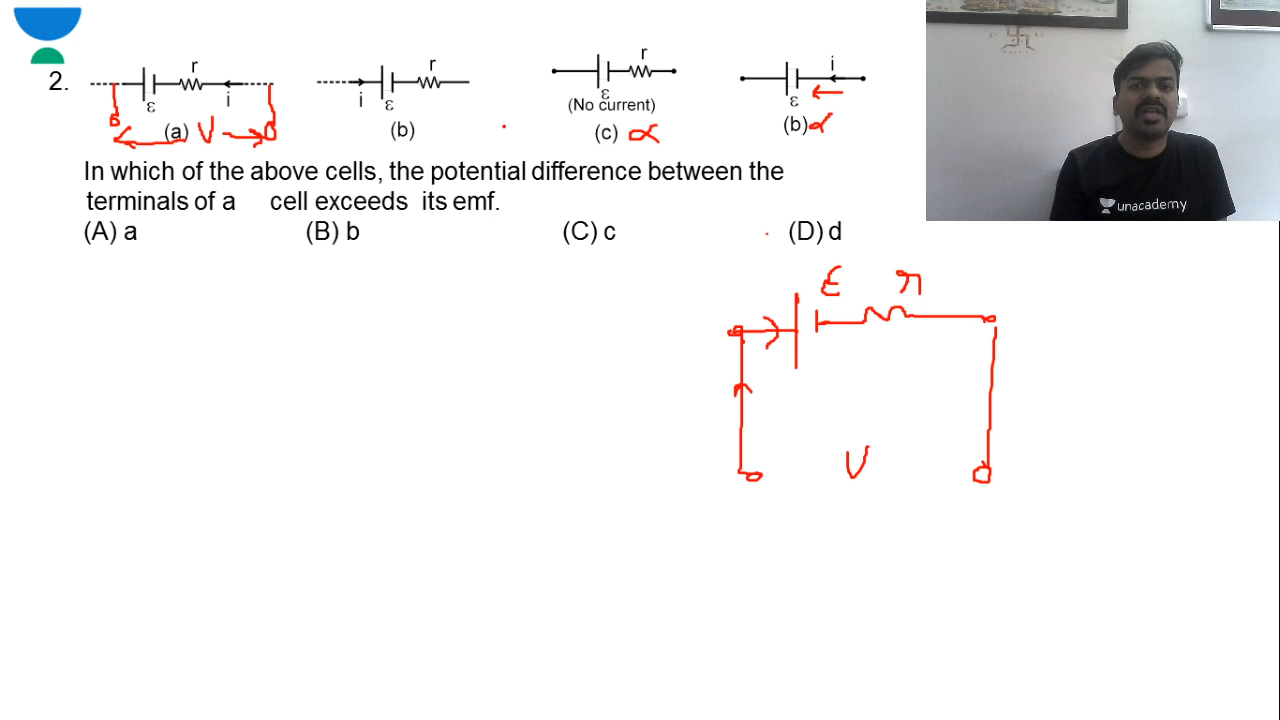 2.
r
i
ε
B
V
(a)
r
i
ε
(b)
r
ε
(No current)
(c)
i
ε
(b)
In which of the above cells, the potential difference between the
terminals of a cell exceeds its emf.
(A) a (B) b (C) c (D) d
E
r
V
unacademy